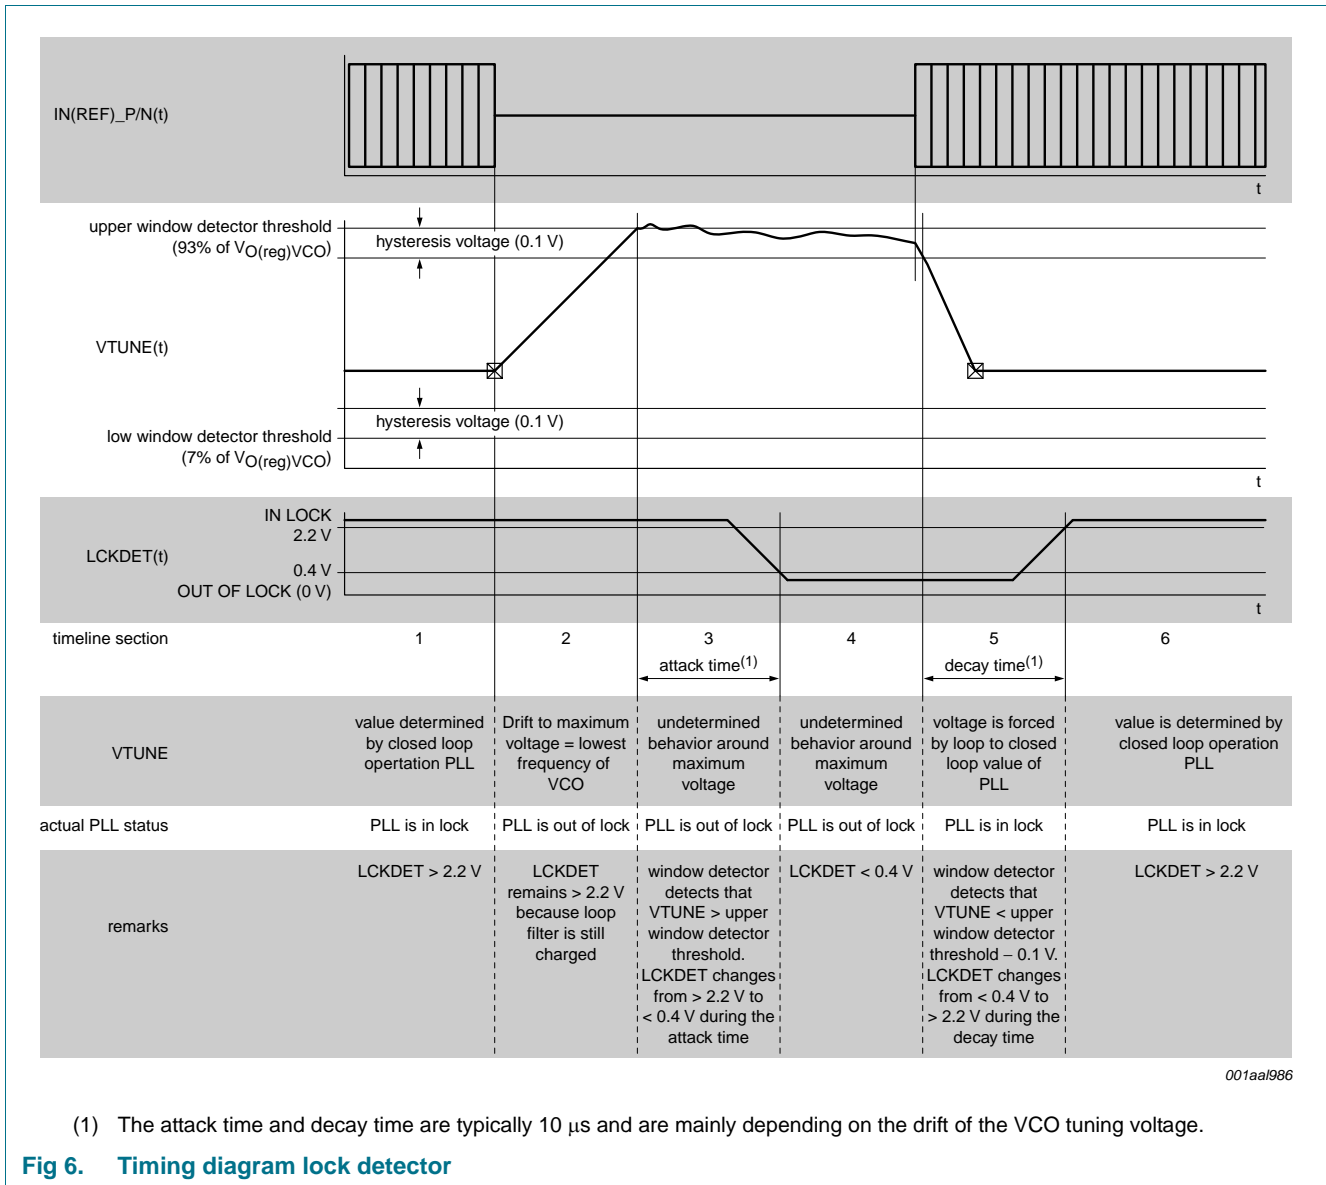 IN(REF)_P/N(t)
t
upper window detector threshold
(93% of VO(reg)VCO)
hysteresis voltage (0.1 V)
VTUNE(t)
hysteresis voltage (0.1 V)
low window detector threshold
(7% of VO(reg)VCO)
t
IN LOCK
2.2 V
LCKDET(t)
0.4 V
OUT OF LOCK (0 V)
t
timeline section 1 2 3 4 5 6
attack time(1) decay time(1)
VTUNE
value determined
by closed loop
opertation PLL
Drift to maximum
voltage = lowest
frequency of
VCO
undetermined
behavior around
maximum
voltage
undetermined
behavior around
maximum
voltage
voltage is forced
by loop to closed
loop value of
PLL
value is determined by
closed loop operation
PLL
actual PLL status PLL is in lock PLL is out of lock PLL is out of lock PLL is out of lock PLL is in lock PLL is in lock
remarks
LCKDET > 2.2 V
LCKDET
remains > 2.2 V
because loop
filter is still
charged
window detector
detects that
VTUNE > upper
window detector
threshold.
LCKDET changes
from > 2.2 V to
< 0.4 V during the
attack time
LCKDET < 0.4 V
window detector
detects that
VTUNE < upper
window detector
threshold − 0.1 V.
LCKDET changes
from < 0.4 V to
> 2.2 V during the
decay time
LCKDET > 2.2 V
001aal986
(1) The attack time and decay time are typically 10 μs and are mainly depending on the drift of the VCO tuning voltage.
Fig 6. Timing diagram lock detector